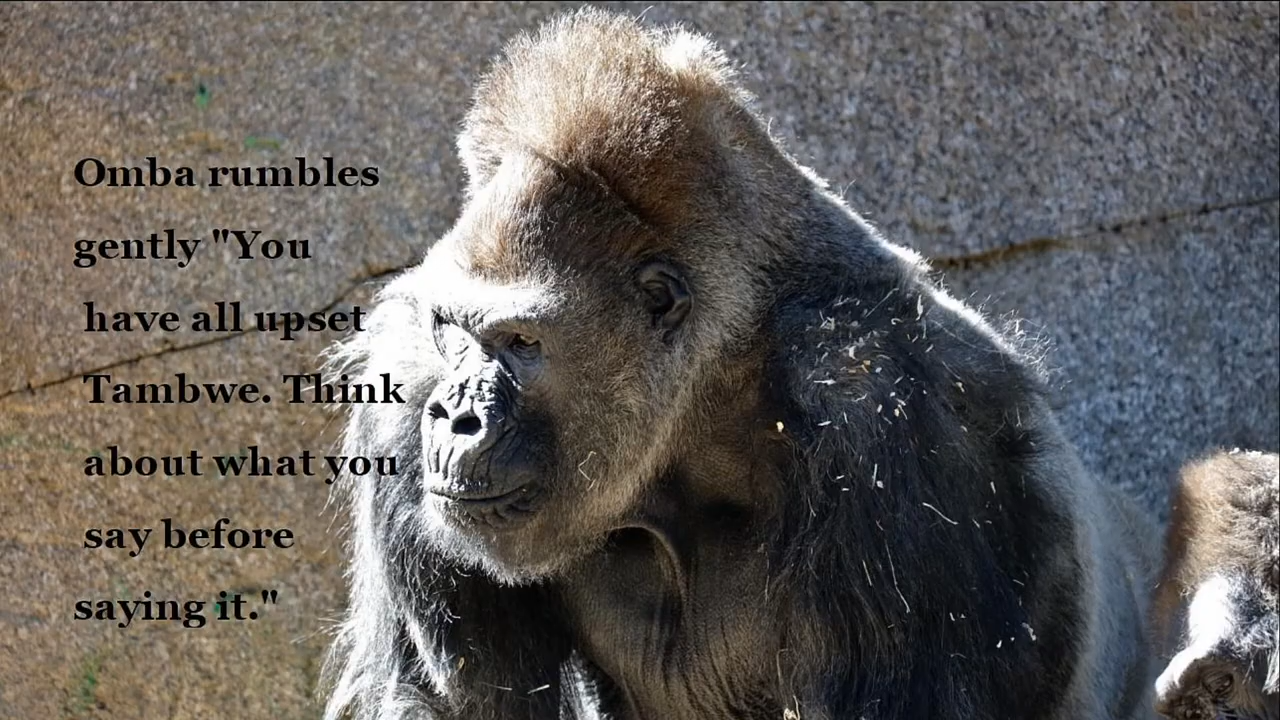 Omba rumbles
gently "You
have all upset
Tambwe. Think
about what you
say before
saying it."